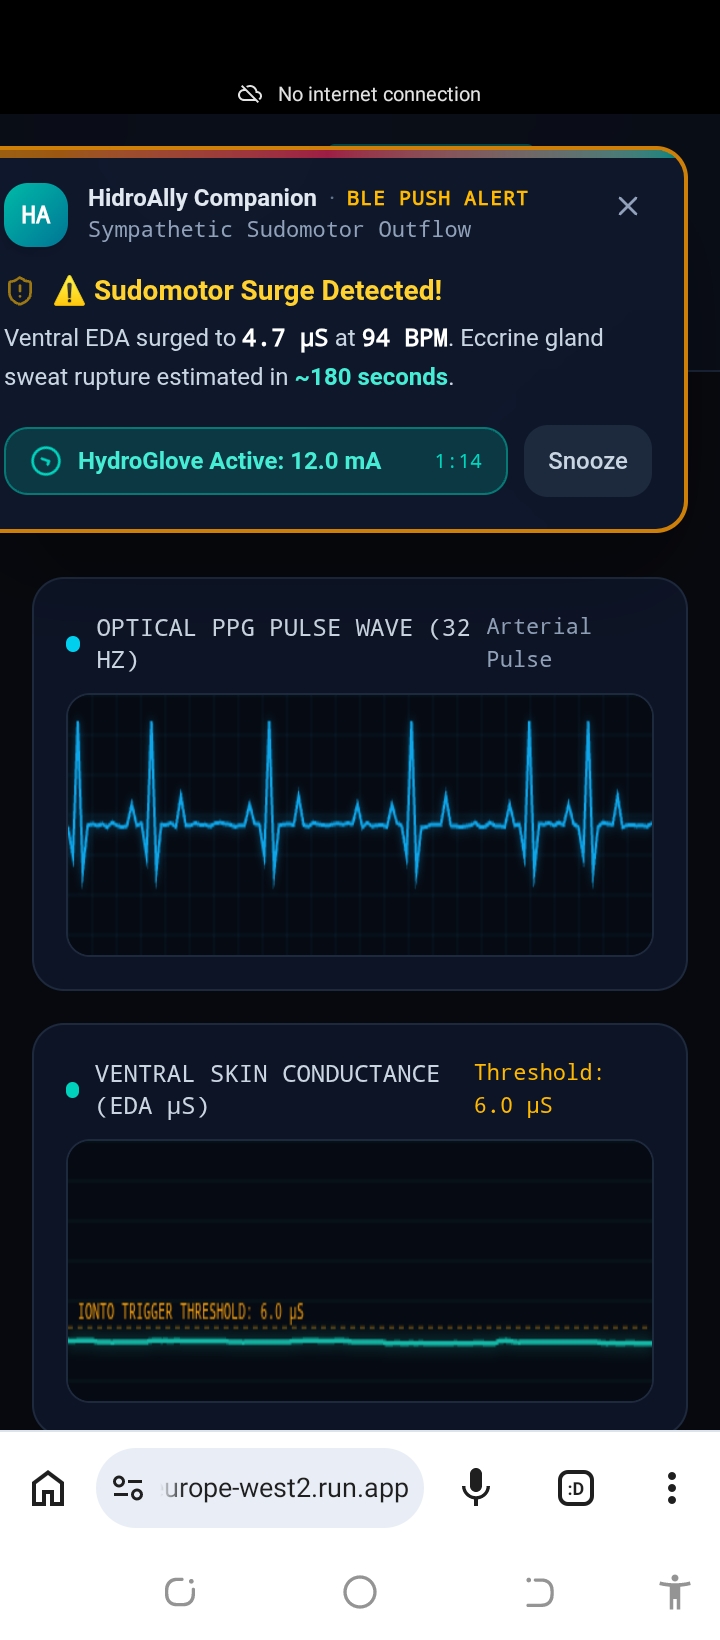 No internet connection
HA
HidroAlly Companion · BLE PUSH ALERT
Sympathetic Sudomotor Outflow
⚠️ Sudomotor Surge Detected!
Ventral EDA surged to 4.7 µS at 94 BPM. Eccrine gland
sweat rupture estimated in ~180 seconds.
HydroGlove Active: 12.0 mA 1:14
Snooze
OPTICAL PPG PULSE WAVE (32
HZ)
Arterial
Pulse
VENTRAL SKIN CONDUCTANCE
(EDA µS)
Threshold:
6.0 µS
IONTO TRIGGER THRESHOLD: 6.0 µS
urope-west2.run.app
:D